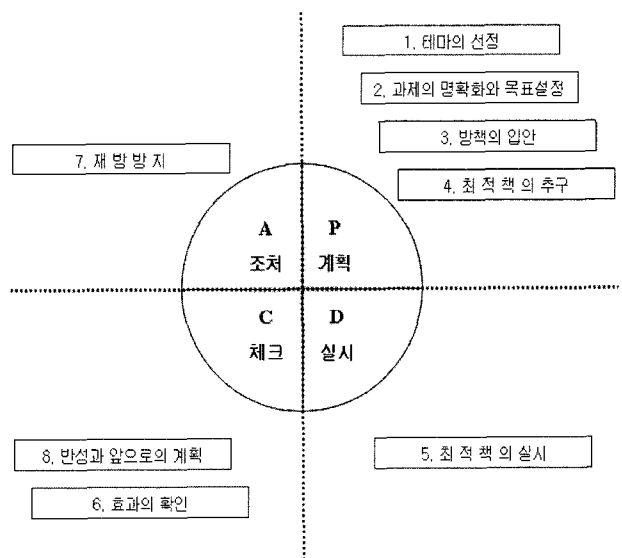 1. 테마의 선정
2. 과제의 명확화와 목표설정
3. 방책의 입안
4. 최 적 책 의 추구
7. 재 방 방 지
A
P
조처
계획
C
D
체크
실시
8. 반성과 앞으로의 계획
5. 최 적 책 의 실시
6. 효과의 확인